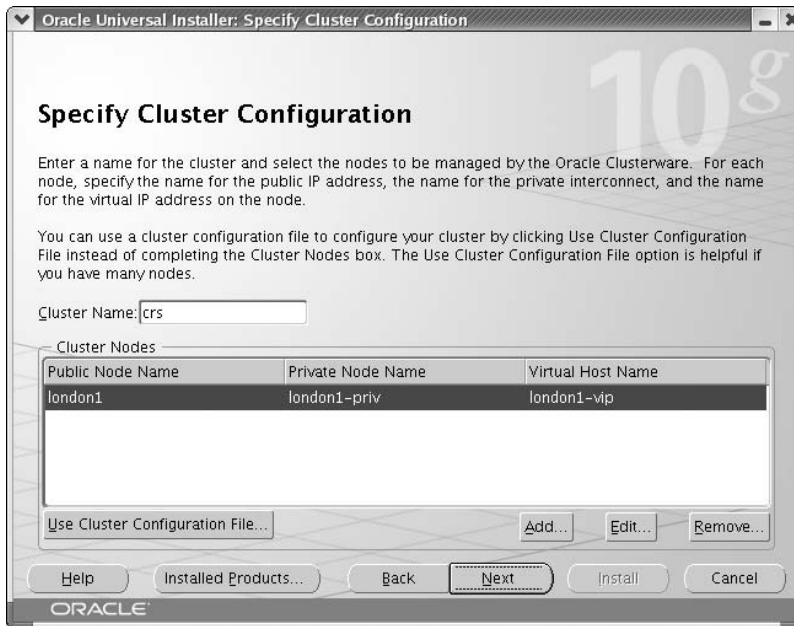 Oracle Universal Installer: Specify Cluster Configuration
10g
Specify Cluster Configuration
Enter a name for the cluster and select the nodes to be managed by the Oracle Clusterware. For each
node, specify the name for the public IP address, the name for the private interconnect, and the name
for the virtual IP address on the node.
You can use a cluster configuration file to configure your cluster by clicking Use Cluster Configuration
File instead of completing the Cluster Nodes box. The Use Cluster Configuration File option is helpful if
you have many nodes.
Cluster Name: crs
Cluster Nodes
Public Node Name Private Node Name Virtual Host Name
london1 london1-priv london1-vip
Use Cluster Configuration File... Add... Edit... Remove...
Help Installed Products... Back Next Install Cancel
ORACLE